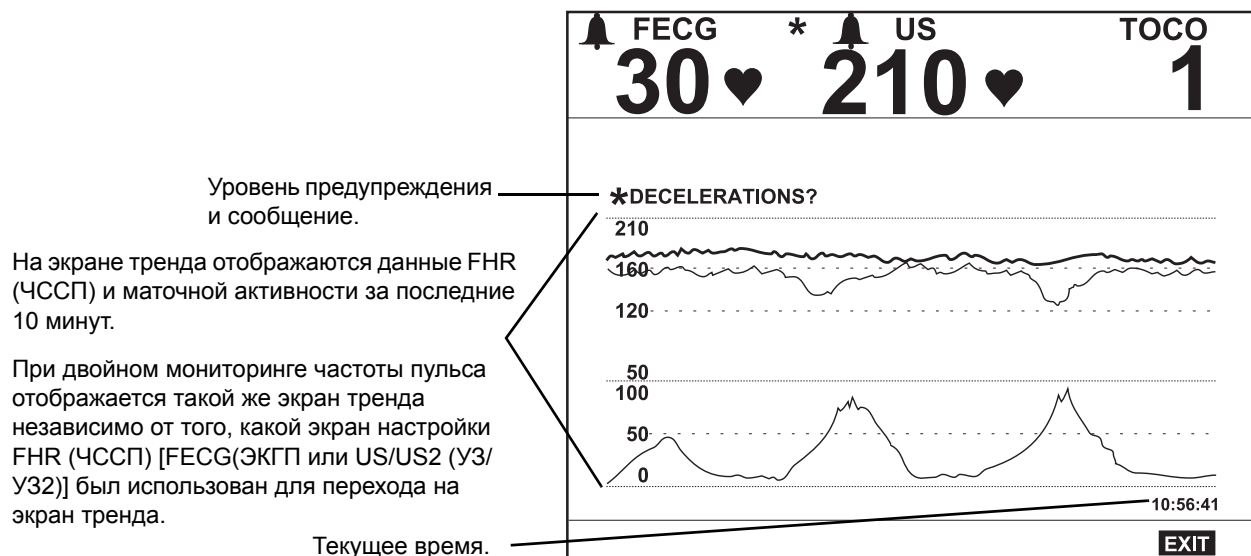 FECG * US TOCO
30 210 1
Уровень предупреждения
и сообщение.
*DECELERATIONS?
210
160
120
50
100
50
0
10:56:41
EXIT
На экране тренда отображаются данные FHR
(ЧССП) и маточной активности за последние
10 минут.
При двойном мониторинге частоты пульса
отображается такой же экран тренда
независимо от того, какой экран настройки
FHR (ЧССП) [FECG(ЭКГП или US/US2 (УЗ/
УЗ2)] был использован для перехода на
экран тренда.
Текущее время.